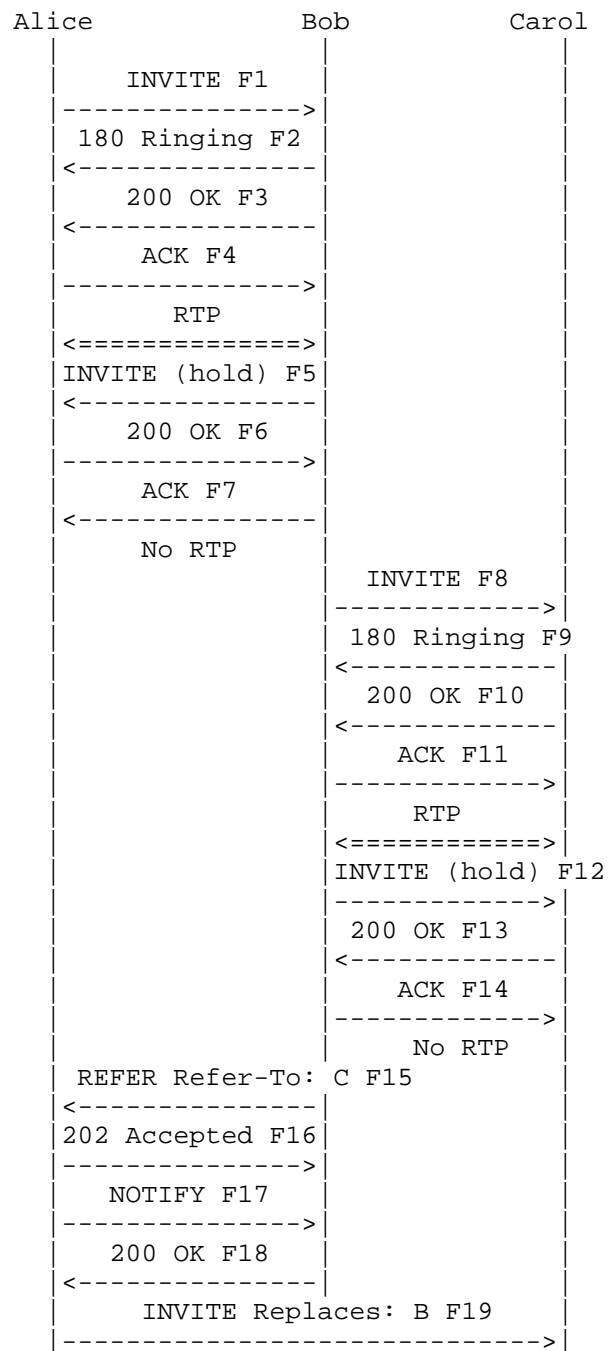 Alice Bob Carol
INVITE F1
180 Ringing F2
200 OK F3
ACK F4
RTP
INVITE (hold) F5
200 OK F6
ACK F7
No RTP
INVITE F8
180 Ringing F9
200 OK F10
ACK F11
RTP
INVITE (hold) F12
200 OK F13
ACK F14
No RTP
REFER Refer-To: C F15
202 Accepted F16
NOTIFY F17
200 OK F18
INVITE Replaces: B F19